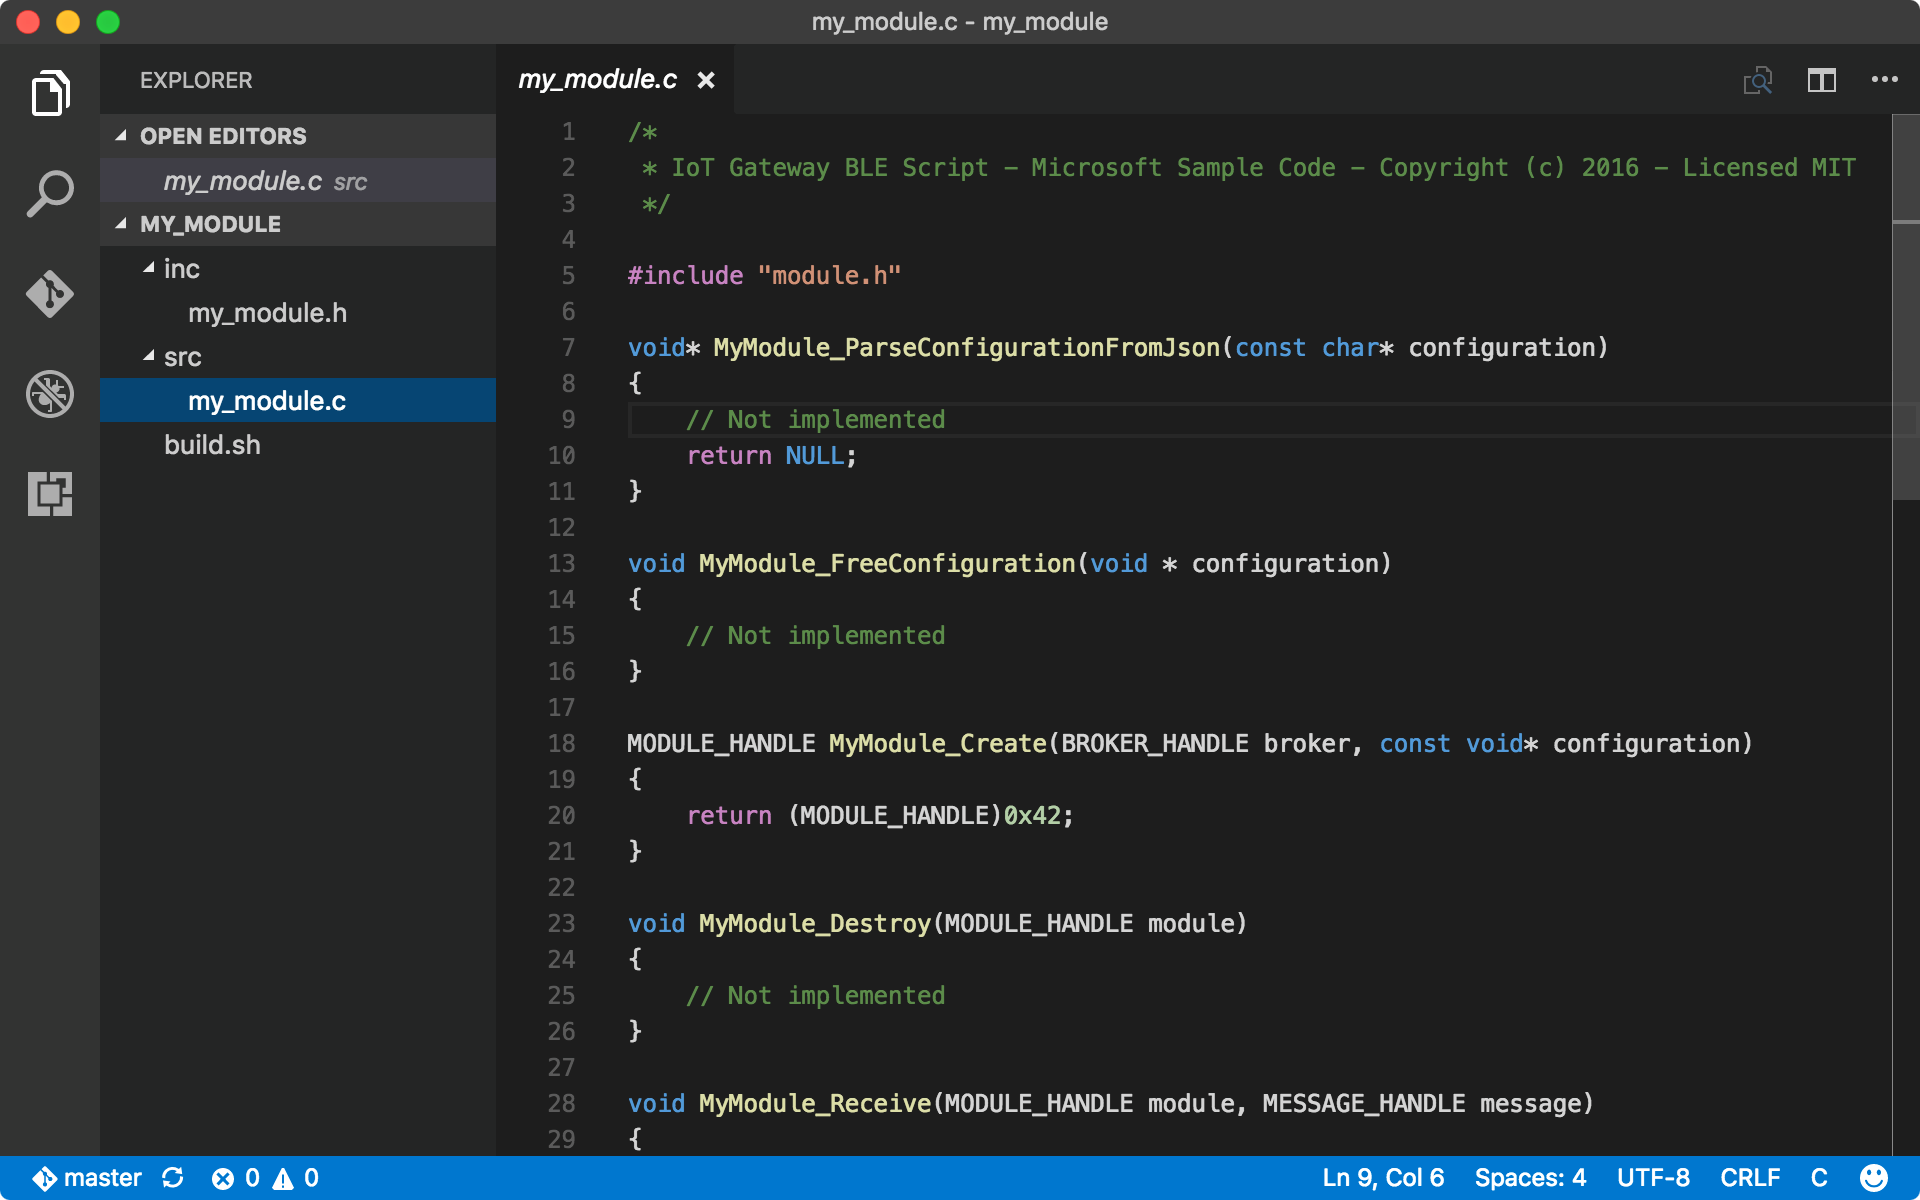 my_module.c - my_module
EXPLORER
OPEN EDITORS
my_module.c src
MY_MODULE
inc
my_module.h
src
my_module.c
build.sh
my_module.c
1 /*
2  * IoT Gateway BLE Script - Microsoft Sample Code - Copyright (c) 2016 - Licensed MIT
3  */
4
5 #include "module.h"
6
7 void* MyModule_ParseConfigurationFromJson(const char* configuration)
8 {
9     // Not implemented
10     return NULL;
11 }
12
13 void MyModule_FreeConfiguration(void * configuration)
14 {
15     // Not implemented
16 }
17
18 MODULE_HANDLE MyModule_Create(BROKER_HANDLE broker, const void* configuration)
19 {
20     return (MODULE_HANDLE)0x42;
21 }
22
23 void MyModule_Destroy(MODULE_HANDLE module)
24 {
25     // Not implemented
26 }
27
28 void MyModule_Receive(MODULE_HANDLE module, MESSAGE_HANDLE message)
29 {
master 0 0 Ln 9, Col 6 Spaces: 4 UTF-8 CRLF C